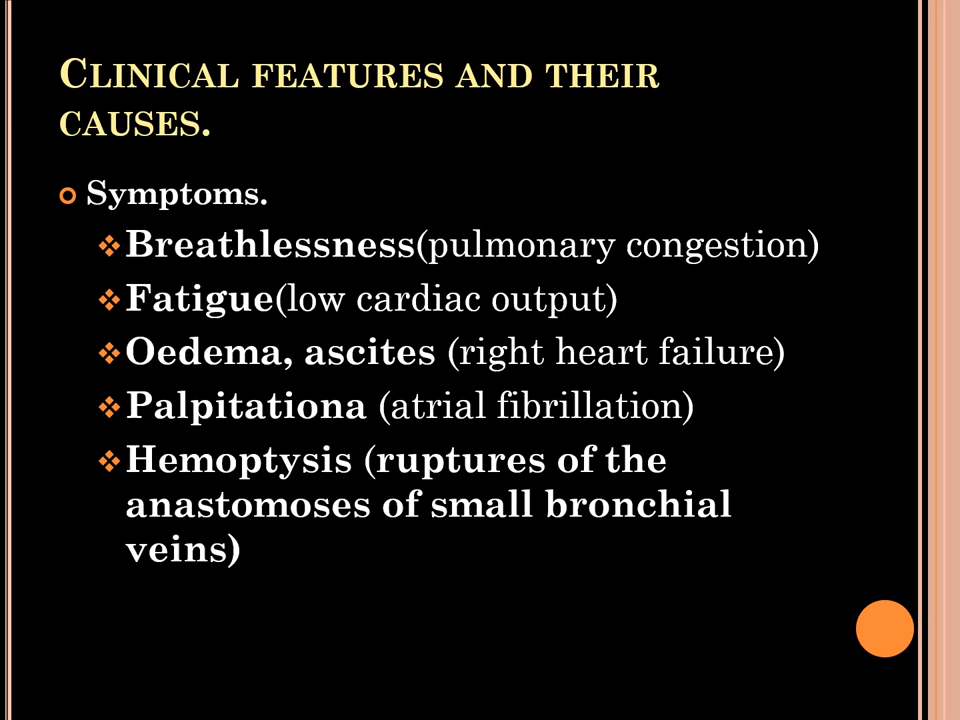 CLINICAL FEATURES AND THEIR
CAUSES.
Symptoms.
Breathlessness(pulmonary congestion)
Fatigue(low cardiac output)
Oedema, ascites (right heart failure)
Palpitationa (atrial fibrillation)
Hemoptysis (ruptures of the
anastomoses of small bronchial
veins)